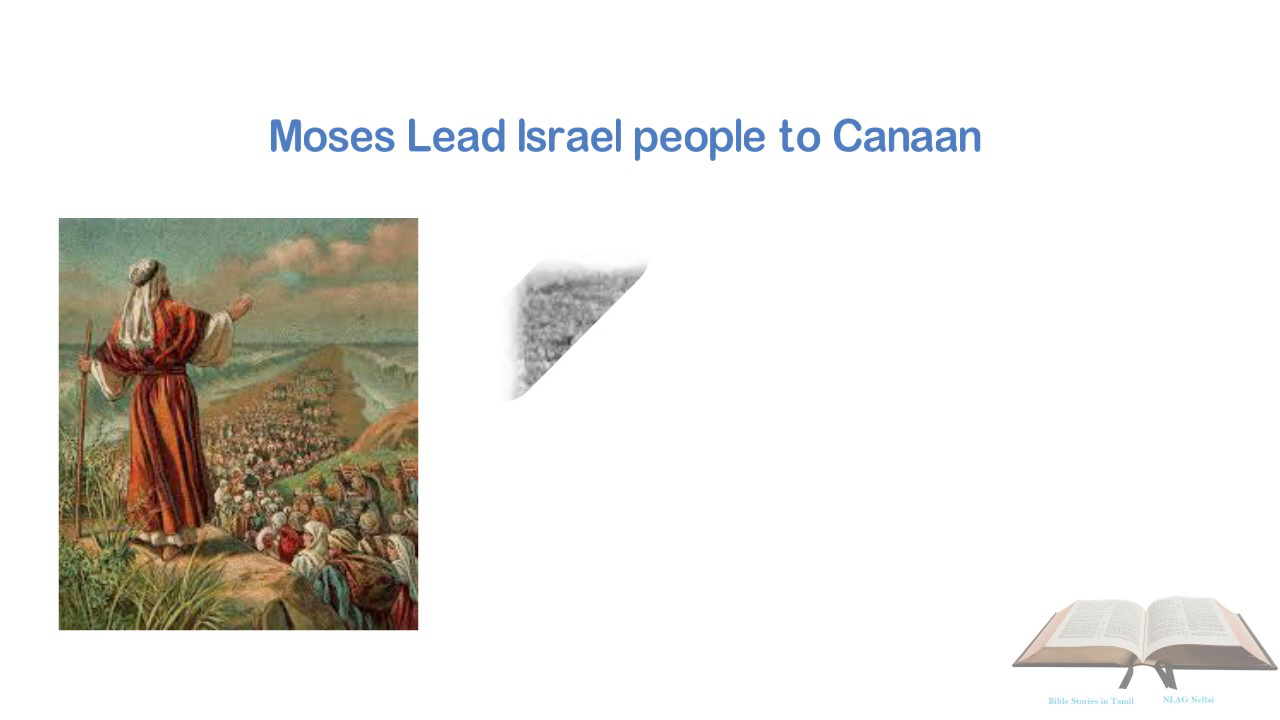 Moses Lead Israel people to Canaan
Bible Stories in Tamil
NLAG Nellai